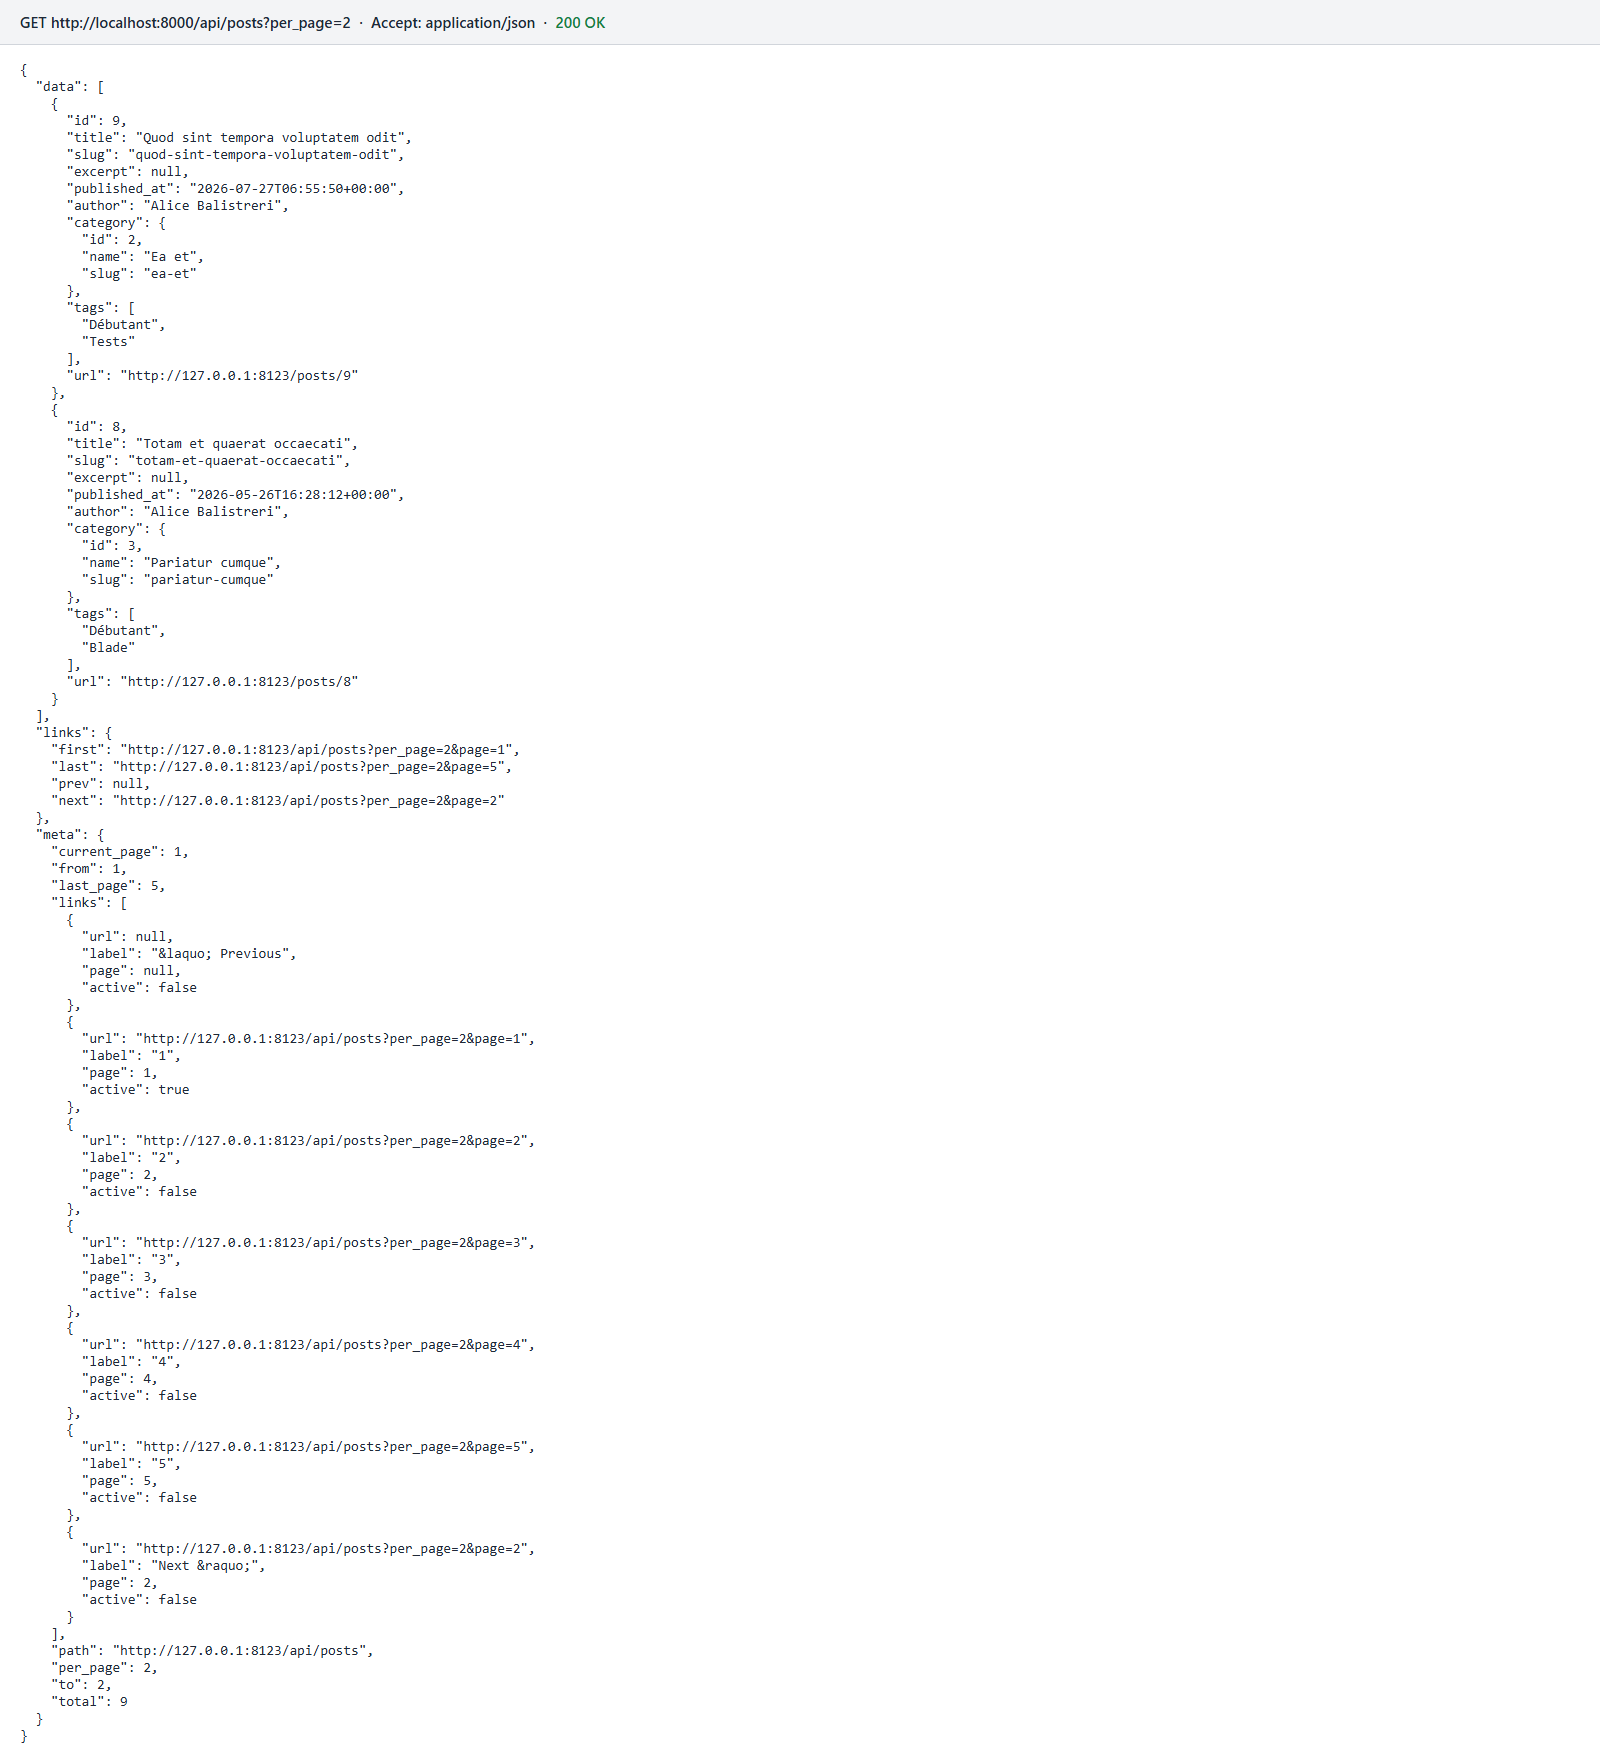 GET http://localhost:8000/api/posts?per_page=2 · Accept: application/json · 200 OK
{
  "data": [
    {
      "id": 9,
      "title": "Quod sint tempora voluptatem odit",
      "slug": "quod-sint-tempora-voluptatem-odit",
      "excerpt": null,
      "published_at": "2026-07-27T06:55:50+00:00",
      "author": "Alice Balistreri",
      "category": {
        "id": 2,
        "name": "Ea et",
        "slug": "ea-et"
      },
      "tags": [
        "Débutant",
        "Tests"
      ],
      "url": "http://127.0.0.1:8123/posts/9"
    },
    {
      "id": 8,
      "title": "Totam et quaerat occaecati",
      "slug": "totam-et-quaerat-occaecati",
      "excerpt": null,
      "published_at": "2026-05-26T16:28:12+00:00",
      "author": "Alice Balistreri",
      "category": {
        "id": 3,
        "name": "Pariatur cumque",
        "slug": "pariatur-cumque"
      },
      "tags": [
        "Débutant",
        "Blade"
      ],
      "url": "http://127.0.0.1:8123/posts/8"
    }
  ],
  "links": {
    "first": "http://127.0.0.1:8123/api/posts?per_page=2&page=1",
    "last": "http://127.0.0.1:8123/api/posts?per_page=2&page=5",
    "prev": null,
    "next": "http://127.0.0.1:8123/api/posts?per_page=2&page=2"
  },
  "meta": {
    "current_page": 1,
    "from": 1,
    "last_page": 5,
    "links": [
      {
        "url": null,
        "label": "&laquo; Previous",
        "page": null,
        "active": false
      },
      {
        "url": "http://127.0.0.1:8123/api/posts?per_page=2&page=1",
        "label": "1",
        "page": 1,
        "active": true
      },
      {
        "url": "http://127.0.0.1:8123/api/posts?per_page=2&page=2",
        "label": "2",
        "page": 2,
        "active": false
      },
      {
        "url": "http://127.0.0.1:8123/api/posts?per_page=2&page=3",
        "label": "3",
        "page": 3,
        "active": false
      },
      {
        "url": "http://127.0.0.1:8123/api/posts?per_page=2&page=4",
        "label": "4",
        "page": 4,
        "active": false
      },
      {
        "url": "http://127.0.0.1:8123/api/posts?per_page=2&page=5",
        "label": "5",
        "page": 5,
        "active": false
      },
      {
        "url": "http://127.0.0.1:8123/api/posts?per_page=2&page=2",
        "label": "Next &raquo;",
        "page": 2,
        "active": false
      }
    ],
    "path": "http://127.0.0.1:8123/api/posts",
    "per_page": 2,
    "to": 2,
    "total": 9
  }
}